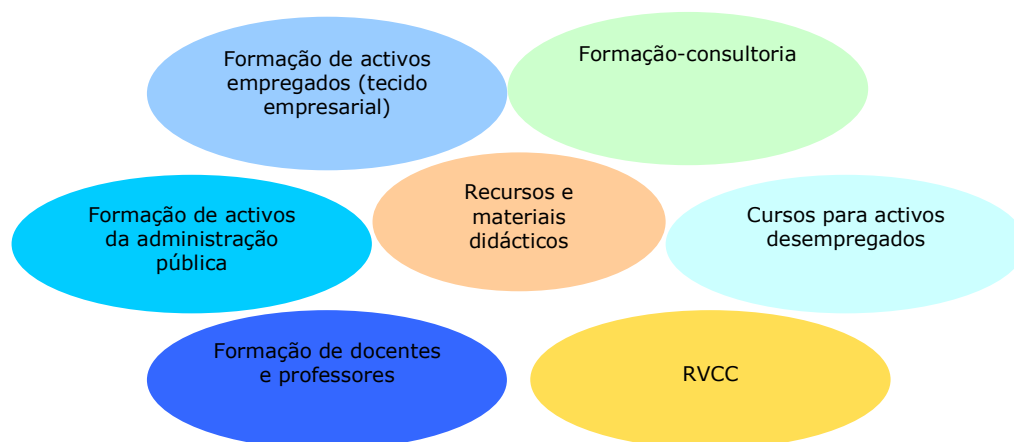 Formação de activos
empregados (tecido
empresarial)
Formação-consultoria
Formação de activos
da administração
pública
Recursos e
materiais
didácticos
Cursos para activos
desempregados
Formação de docentes
e professores
RVCC